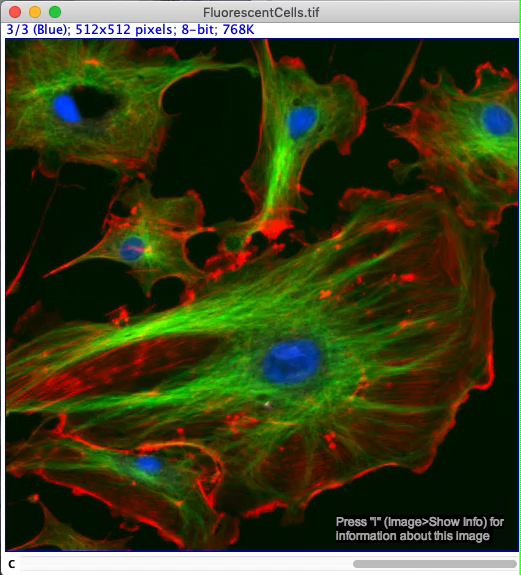 FluorescentCells.tif
3/3 (Blue); 512x512 pixels; 8-bit; 768K
Press "i" (Image>Show Info) for
information about this image
C